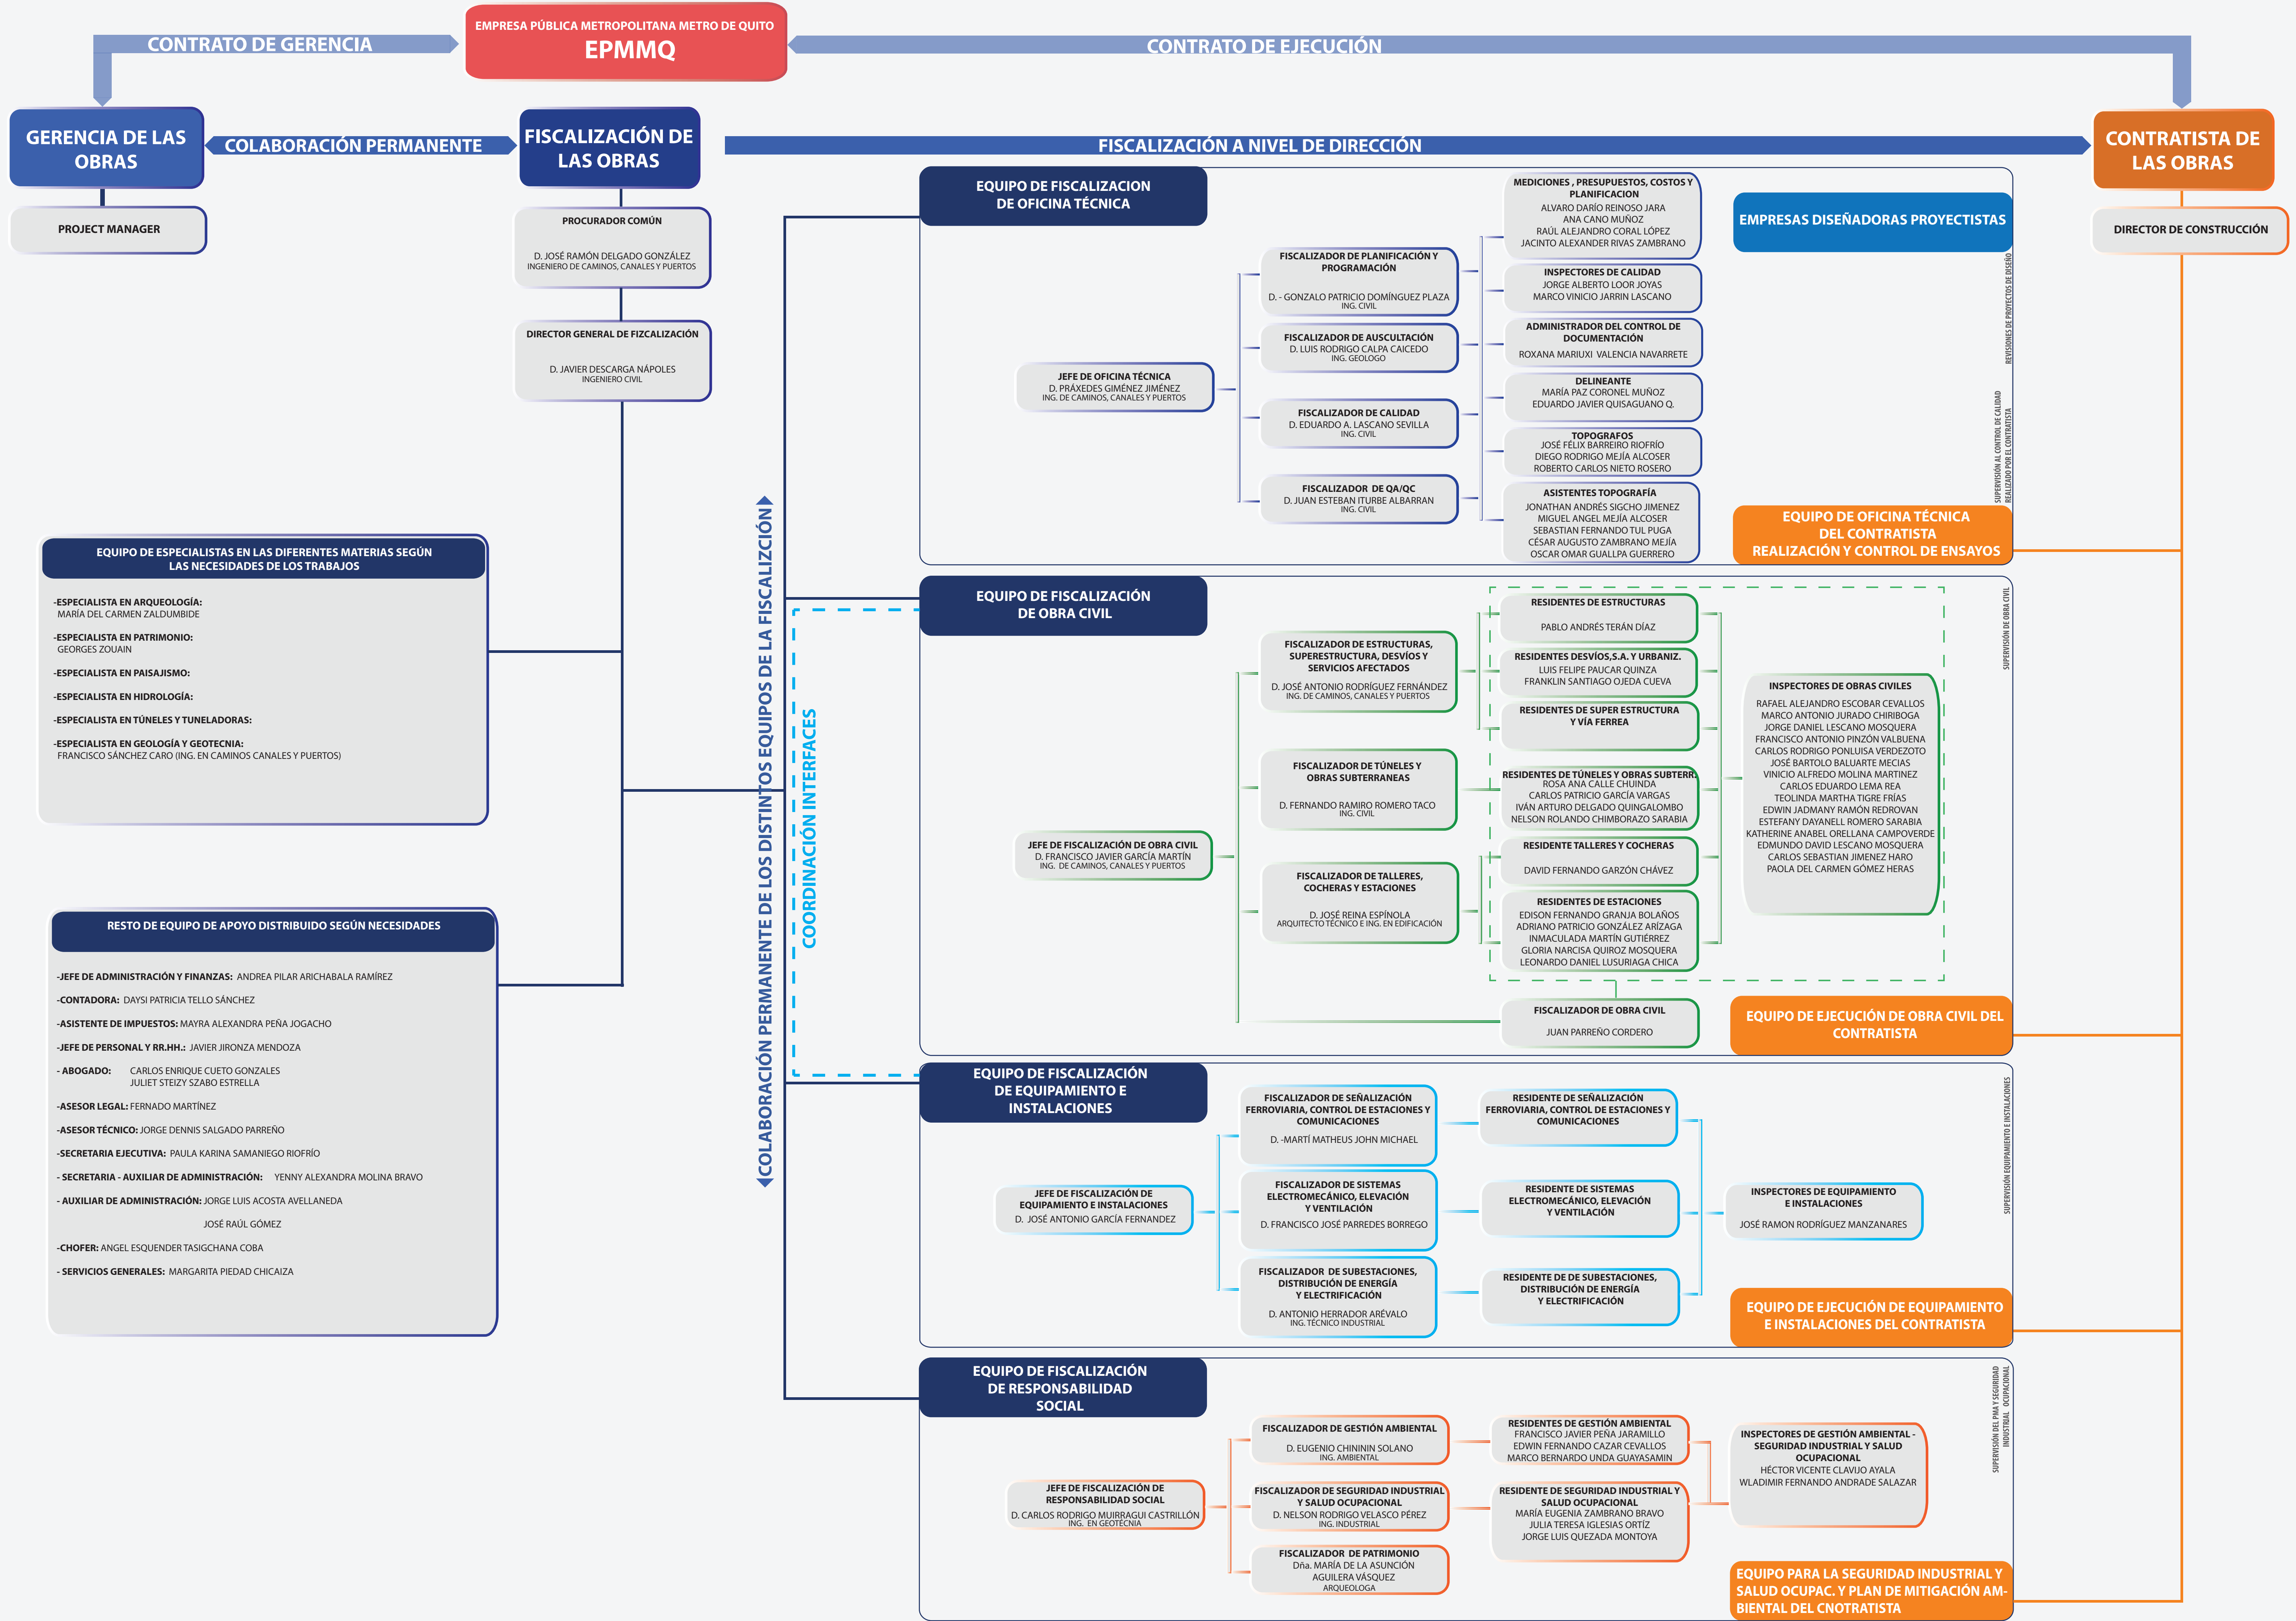 EMPRESA PÚBLICA METROPOLITANA METRO DE QUITO
EPMMQ
CONTRATO DE GERENCIA
CONTRATO DE EJECUCIÓN
GERENCIA DE LAS
OBRAS
COLABORACIÓN PERMANENTE
FISCALIZACIÓN DE
LAS OBRAS
FISCALIZACIÓN A NIVEL DE DIRECCIÓN
CONTRATISTA DE
LAS OBRAS
PROJECT MANAGER
PROCURADOR COMÚN
D. JOSÉ RAMÓN DELGADO GONZÁLEZ
INGENIERO DE CAMINOS, CANALES Y PUERTOS
DIRECTOR GENERAL DE FIZCALIZACIÓN
D. JAVIER DESCARGA NÁPOLES
INGENIERO CIVIL
DIRECTOR DE CONSTRUCCIÓN
EQUIPO DE ESPECIALISTAS EN LAS DIFERENTES MATERIAS SEGÚN
LAS NECESIDADES DE LOS TRABAJOS
-ESPECIALISTA EN ARQUEOLOGÍA:
MARÍA DEL CARMEN ZALDUMBIDE
-ESPECIALISTA EN PATRIMONIO:
GEORGES ZOUAIN
-ESPECIALISTA EN PAISAJISMO:
-ESPECIALISTA EN HIDROLOGÍA:
-ESPECIALISTA EN TÚNELES Y TUNELADORAS:
-ESPECIALISTA EN GEOLOGÍA Y GEOTECNIA:
FRANCISCO SÁNCHEZ CARO (ING. EN CAMINOS CANALES Y PUERTOS)
RESTO DE EQUIPO DE APOYO DISTRIBUIDO SEGÚN NECESIDADES
-JEFE DE ADMINISTRACIÓN Y FINANZAS: ANDREA PILAR ARICHABALA RAMÍREZ
-CONTADORA: DAYSI PATRICIA TELLO SÁNCHEZ
-ASISTENTE DE IMPUESTOS: MAYRA ALEXANDRA PEÑA JOGACHO
-JEFE DE PERSONAL Y RR.HH.: JAVIER JIRONZA MENDOZA
- ABOGADO: CARLOS ENRIQUE CUETO GONZALES
JULIET STEIZY SZABO ESTRELLA
-ASESOR LEGAL: FERNADO MARTÍNEZ
-ASESOR TÉCNICO: JORGE DENNIS SALGADO PARREÑO
-SECRETARIA EJECUTIVA: PAULA KARINA SAMANIEGO RIOFRÍO
- SECRETARIA - AUXILIAR DE ADMINISTRACIÓN: YENNY ALEXANDRA MOLINA BRAVO
- AUXILIAR DE ADMINISTRACIÓN: JORGE LUIS ACOSTA AVELLANEDA
JOSÉ RAÚL GÓMEZ
-CHOFER: ANGEL ESQUENDER TASIGCHANA COBA
- SERVICIOS GENERALES: MARGARITA PIEDAD CHICAIZA
COLABORACIÓN PERMANENTE DE LOS DISTINTOS EQUIPOS DE LA FISCALIZCIÓN
COORDINACIÓN INTERFACES
EQUIPO DE FISCALIZACION
DE OFICINA TÉCNICA
JEFE DE OFICINA TÉCNICA
D. PRÁXEDES GIMÉNEZ JIMÉNEZ
ING. DE CAMINOS, CANALES Y PUERTOS
FISCALIZADOR DE PLANIFICACIÓN Y
PROGRAMACIÓN
D. - GONZALO PATRICIO DOMÍNGUEZ PLAZA
ING. CIVIL
FISCALIZADOR DE AUSCULTACIÓN
D. LUIS RODRIGO CALPA CAICEDO
ING. GEOLOGO
FISCALIZADOR DE CALIDAD
D. EDUARDO A. LASCANO SEVILLA
ING. CIVIL
FISCALIZADOR DE QA/QC
D. JUAN ESTEBAN ITURBE ALBARRAN
ING. CIVIL
MEDICIONES , PRESUPUESTOS, COSTOS Y
PLANIFICACION
ALVARO DARÍO REINOSO JARA
ANA CANO MUÑOZ
RAÚL ALEJANDRO CORAL LÓPEZ
JACINTO ALEXANDER RIVAS ZAMBRANO
INSPECTORES DE CALIDAD
JORGE ALBERTO LOOR JOYAS
MARCO VINICIO JARRIN LASCANO
ADMINISTRADOR DEL CONTROL DE
DOCUMENTACIÓN
ROXANA MARIUXI VALENCIA NAVARRETE
DELINEANTE
MARÍA PAZ CORONEL MUÑOZ
EDUARDO JAVIER QUISAGUANO Q.
TOPOGRAFOS
JOSÉ FÉLIX BARREIRO RIOFRÍO
DIEGO RODRIGO MEJÍA ALCOSER
ROBERTO CARLOS NIETO ROSERO
ASISTENTES TOPOGRAFÍA
JONATHAN ANDRÉS SIGCHO JIMENEZ
MIGUEL ANGEL MEJÍA ALCOSER
SEBASTIAN FERNANDO TUL PUGA
CÉSAR AUGUSTO ZAMBRANO MEJÍA
OSCAR OMAR GUALLPA GUERRERO
EMPRESAS DISEÑADORAS PROYECTISTAS
REVISIONES DE PROYECTOS DE DISEÑO
SUPERVISIÓN AL CONTROL DE CALIDAD
REALIZADO POR EL CONTRATISTA
EQUIPO DE OFICINA TÉCNICA
DEL CONTRATISTA
REALIZACIÓN Y CONTROL DE ENSAYOS
EQUIPO DE FISCALIZACIÓN
DE OBRA CIVIL
JEFE DE FISCALIZACIÓN DE OBRA CIVIL
D. FRANCISCO JAVIER GARCÍA MARTÍN
ING. DE CAMINOS, CANALES Y PUERTOS
FISCALIZADOR DE ESTRUCTURAS,
SUPERESTRUCTURA, DESVÍOS Y
SERVICIOS AFECTADOS
D. JOSÉ ANTONIO RODRÍGUEZ FERNÁNDEZ
ING. DE CAMINOS, CANALES Y PUERTOS
FISCALIZADOR DE TÚNELES Y
OBRAS SUBTERRANEAS
D. FERNANDO RAMIRO ROMERO TACO
ING. CIVIL
FISCALIZADOR DE TALLERES,
COCHERAS Y ESTACIONES
D. JOSÉ REINA ESPÍNOLA
ARQUITECTO TÉCNICO E ING. EN EDIFICACIÓN
RESIDENTES DE ESTRUCTURAS
PABLO ANDRÉS TERÁN DÍAZ
RESIDENTES DESVÍOS,S.A. Y URBANIZ.
LUIS FELIPE PAUCAR QUINZA
FRANKLIN SANTIAGO OJEDA CUEVA
RESIDENTES DE SUPER ESTRUCTURA
Y VÍA FERREA
RESIDENTES DE TÚNELES Y OBRAS SUBTERR.
ROSA ANA CALLE CHUINDA
CARLOS PATRICIO GARCÍA VARGAS
IVÁN ARTURO DELGADO QUINGALOMBO
NELSON ROLANDO CHIMBORAZO SARABIA
RESIDENTE TALLERES Y COCHERAS
DAVID FERNANDO GARZÓN CHÁVEZ
RESIDENTES DE ESTACIONES
EDISON FERNANDO GRANJA BOLAÑOS
ADRIANO PATRICIO GONZÁLEZ ARÍZAGA
INMACULADA MARTÍN GUTIÉRREZ
GLORIA NARCISA QUIROZ MOSQUERA
LEONARDO DANIEL LUSURIAGA CHICA
INSPECTORES DE OBRAS CIVILES
RAFAEL ALEJANDRO ESCOBAR CEVALLOS
MARCO ANTONIO JURADO CHIRIBOGA
JORGE DANIEL LESCANO MOSQUERA
FRANCISCO ANTONIO PINZÓN VALBUENA
CARLOS RODRIGO PONLUISA VERDEZOTO
JOSÉ BARTOLO BALUARTE MECIAS
VINICIO ALFREDO MOLINA MARTINEZ
CARLOS EDUARDO LEMA REA
TEOLINDA MARTHA TIGRE FRÍAS
EDWIN JADMANY RAMÓN REDROVAN
ESTEFANY DAYANELL ROMERO SARABIA
KATHERINE ANABEL ORELLANA CAMPOVERDE
EDMUNDO DAVID LESCANO MOSQUERA
CARLOS SEBASTIAN JIMENEZ HARO
PAOLA DEL CARMEN GÓMEZ HERAS
FISCALIZADOR DE OBRA CIVIL
JUAN PARREÑO CORDERO
SUPERVISIÓN DE OBRA CIVIL
EQUIPO DE EJECUCIÓN DE OBRA CIVIL DEL
CONTRATISTA
EQUIPO DE FISCALIZACIÓN
DE EQUIPAMIENTO E
INSTALACIONES
JEFE DE FISCALIZACIÓN DE
EQUIPAMIENTO E INSTALACIONES
D. JOSÉ ANTONIO GARCÍA FERNANDEZ
FISCALIZADOR DE SEÑALIZACIÓN
FERROVIARIA, CONTROL DE ESTACIONES Y
COMUNICACIONES
D. -MARTÍ MATHEUS JOHN MICHAEL
FISCALIZADOR DE SISTEMAS
ELECTROMECÁNICO, ELEVACIÓN
Y VENTILACIÓN
D. FRANCISCO JOSÉ PARREDES BORREGO
FISCALIZADOR DE SUBESTACIONES,
DISTRIBUCIÓN DE ENERGÍA
Y ELECTRIFICACIÓN
D. ANTONIO HERRADOR ARÉVALO
ING. TÉCNICO INDUSTRIAL
RESIDENTE DE SEÑALIZACIÓN
FERROVIARIA, CONTROL DE ESTACIONES Y
COMUNICACIONES
RESIDENTE DE SISTEMAS
ELECTROMECÁNICO, ELEVACIÓN
Y VENTILACIÓN
RESIDENTE DE DE SUBESTACIONES,
DISTRIBUCIÓN DE ENERGÍA
Y ELECTRIFICACIÓN
INSPECTORES DE EQUIPAMIENTO
E INSTALACIONES
JOSÉ RAMON RODRÍGUEZ MANZANARES
SUPERVISIÓN EQUIPAMIENTO E INSTALACIONES
EQUIPO DE EJECUCIÓN DE EQUIPAMIENTO
E INSTALACIONES DEL CONTRATISTA
EQUIPO DE FISCALIZACIÓN
DE RESPONSABILIDAD
SOCIAL
JEFE DE FISCALIZACIÓN DE
RESPONSABILIDAD SOCIAL
D. CARLOS RODRIGO MUIRRAGUI CASTRILLÓN
ING. EN GEOTÉCNIA
FISCALIZADOR DE GESTIÓN AMBIENTAL
D. EUGENIO CHINININ SOLANO
ING. AMBIENTAL
FISCALIZADOR DE SEGURIDAD INDUSTRIAL
Y SALUD OCUPACIONAL
D. NELSON RODRIGO VELASCO PÉREZ
ING. INDUSTRIAL
FISCALIZADOR DE PATRIMONIO
Dña. MARÍA DE LA ASUNCIÓN
AGUILERA VÁSQUEZ
ARQUEOLOGA
RESIDENTES DE GESTIÓN AMBIENTAL
FRANCISCO JAVIER PEÑA JARAMILLO
EDWIN FERNANDO CAZAR CEVALLOS
MARCO BERNARDO UNDA GUAYASAMIN
RESIDENTE DE SEGURIDAD INDUSTRIAL Y
SALUD OCUPACIONAL
MARÍA EUGENIA ZAMBRANO BRAVO
JULIA TERESA IGLESIAS ORTÍZ
JORGE LUIS QUEZADA MONTOYA
INSPECTORES DE GESTIÓN AMBIENTAL -
SEGURIDAD INDUSTRIAL Y SALUD
OCUPACIONAL
HÉCTOR VICENTE CLAVIJO AYALA
WLADIMIR FERNANDO ANDRADE SALAZAR
SUPERVISIÓN DEL PMA Y SEGURIDAD
INDUSTRIAL OCUPACIONAL
EQUIPO PARA LA SEGURIDAD INDUSTRIAL Y
SALUD OCUPAC. Y PLAN DE MITIGACIÓN AM-
BIENTAL DEL CNOTRATISTA